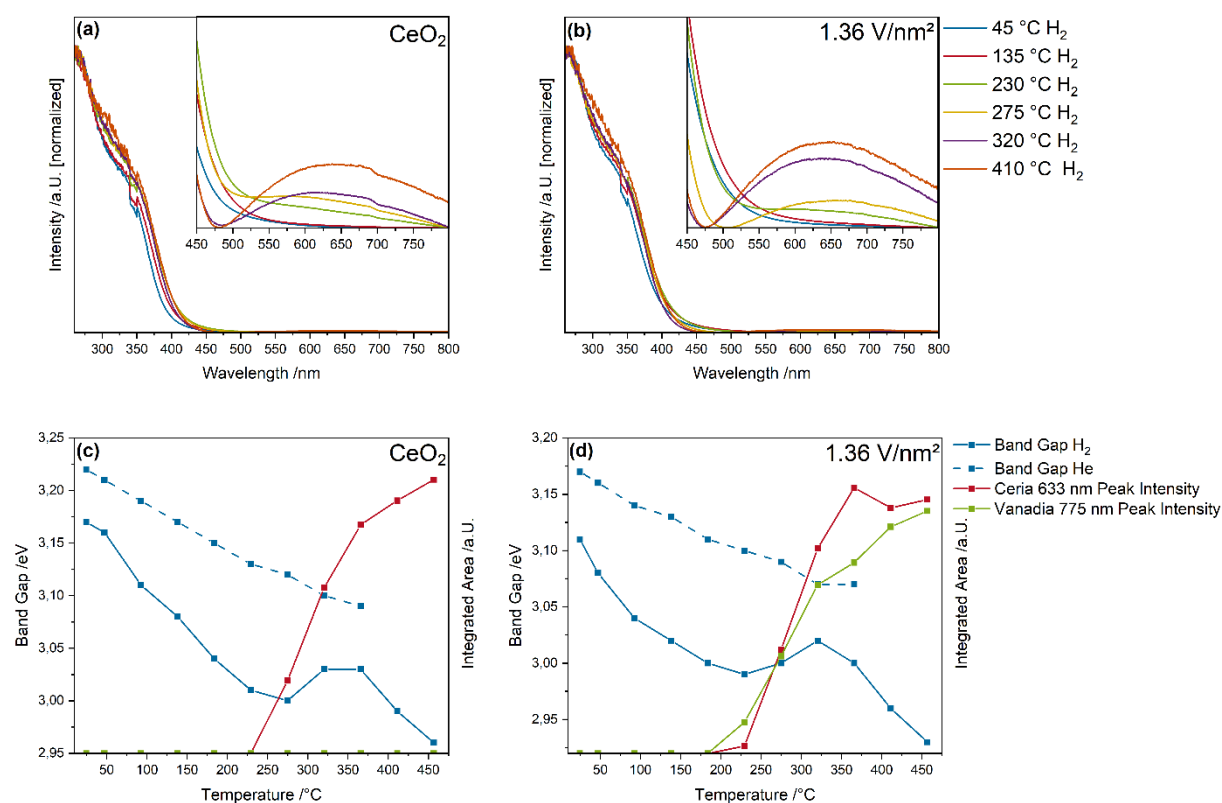 (a) CeO₂
Intensity /a.U. [normalized]
450 500 550 600 650 700 750
300 350 400 450 500 550 600 650 700 750 800
Wavelength /nm
(b) 1.36 V/nm²
Intensity /a.U. [normalized]
450 500 550 600 650 700 750
300 350 400 450 500 550 600 650 700 750 800
Wavelength /nm
45 °C H₂
135 °C H₂
230 °C H₂
275 °C H₂
320 °C H₂
410 °C H₂
(c) CeO₂
Band Gap /eV
3,25
3,20
3,15
3,10
3,05
3,00
2,95
50 100 150 200 250 300 350 400 450
Temperature /°C
Integrated Area /a.U.
(d) 1.36 V/nm²
Band Gap /eV
3,20
3,15
3,10
3,05
3,00
2,95
50 100 150 200 250 300 350 400 450
Temperature /°C
Integrated Area /a.U.
Band Gap H₂
Band Gap He
Ceria 633 nm Peak Intensity
Vanadia 775 nm Peak Intensity